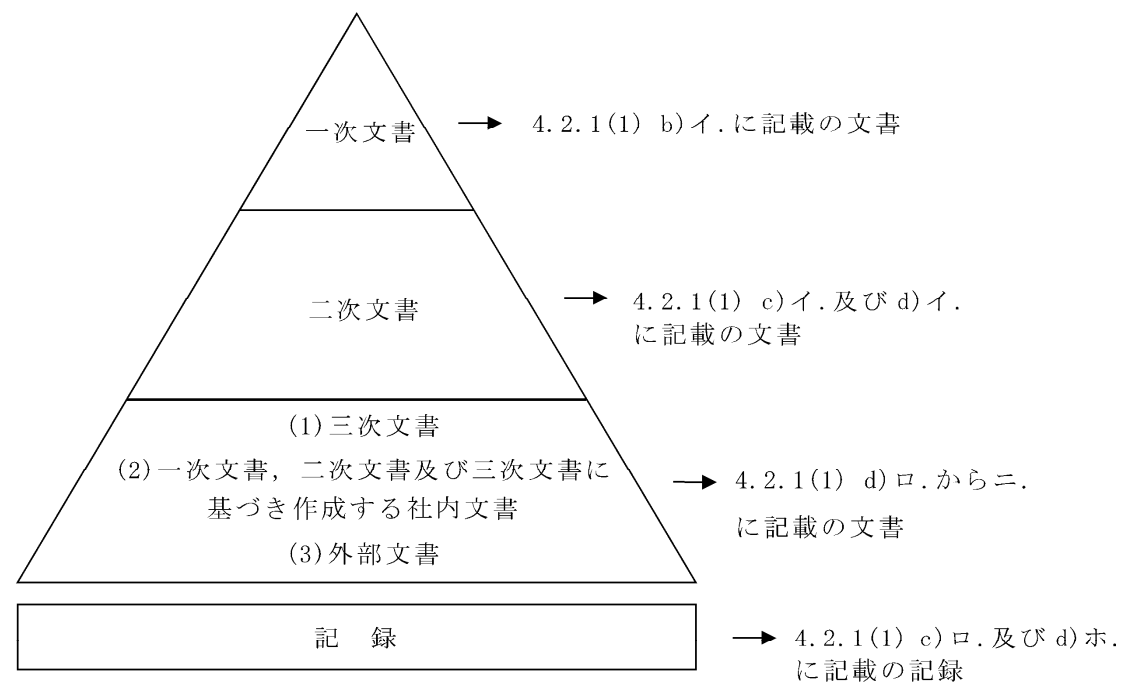 一次文書
4.2.1(1) b)イ.に記載の文書
二次文書
4.2.1(1) c)イ.及びd)イ.
に記載の文書
(1)三次文書
(2)一次文書，二次文書及び三次文書に
基づき作成する社内文書
(3)外部文書
4.2.1(1) d)ロ.からニ.
に記載の文書
記 録
4.2.1(1) c)ロ.及びd)ホ.
に記載の記録